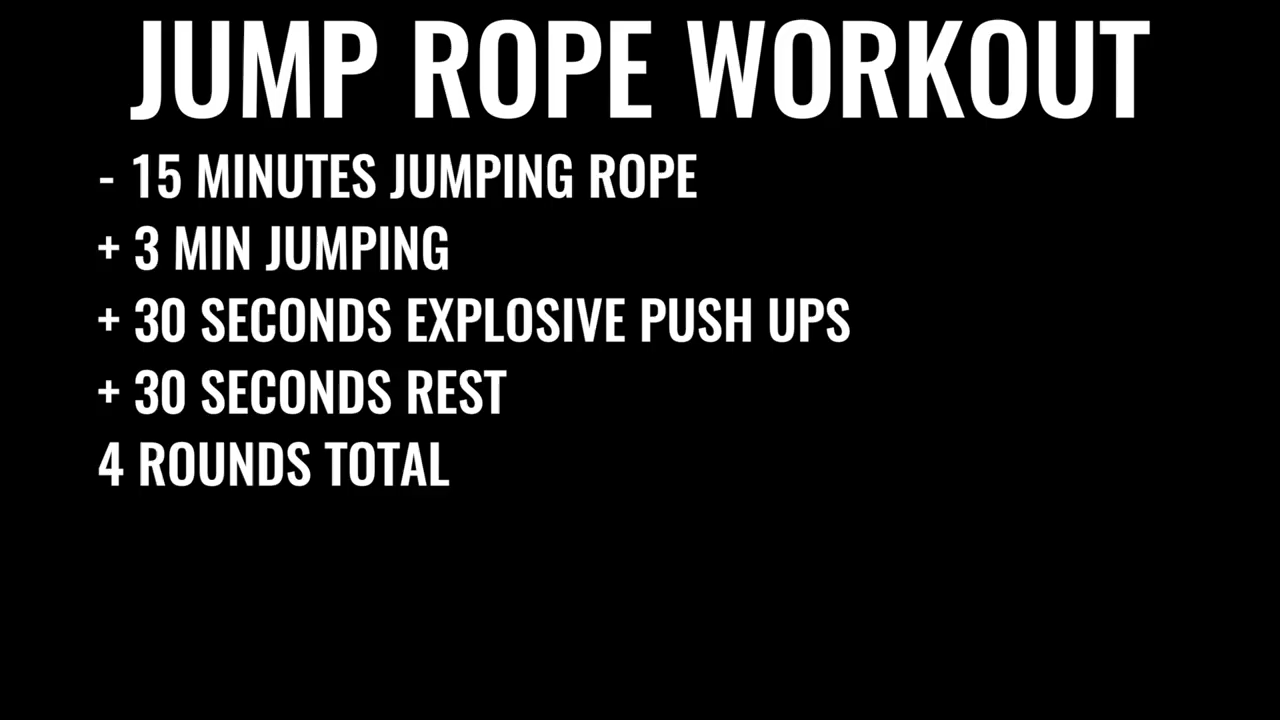 JUMP ROPE WORKOUT
- 15 MINUTES JUMPING ROPE
+ 3 MIN JUMPING
+ 30 SECONDS EXPLOSIVE PUSH UPS
+ 30 SECONDS REST
4 ROUNDS TOTAL